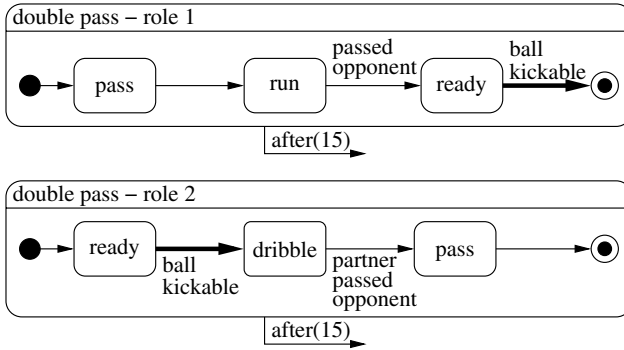 double pass – role 1
pass
run
passed
opponent
ready
ball
kickable
after(15)
double pass – role 2
ready
ball
kickable
dribble
partner
passed
opponent
pass
after(15)